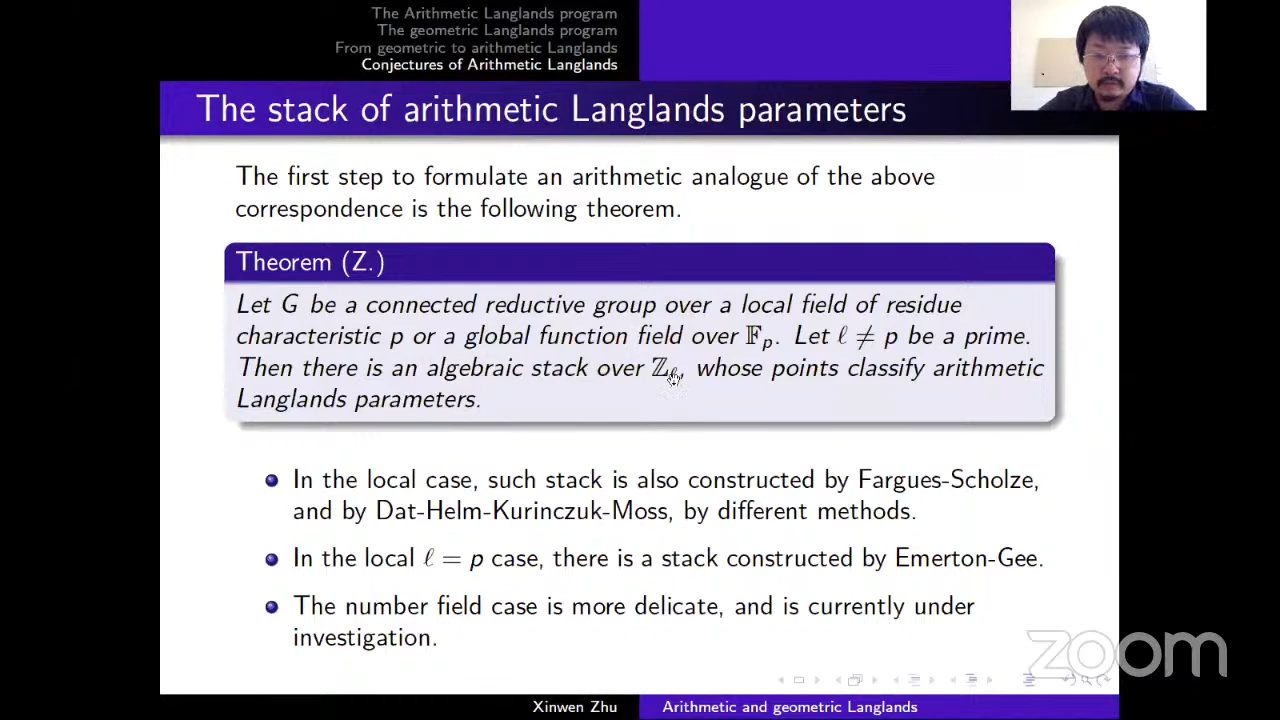 The Arithmetic Langlands program
The geometric Langlands program
From geometric to arithmetic Langlands
Conjectures of Arithmetic Langlands
The stack of arithmetic Langlands parameters
The first step to formulate an arithmetic analogue of the above
correspondence is the following theorem.
Theorem (Z.)
Let G be a connected reductive group over a local field of residue
characteristic p or a global function field over 𝔽ₚ. Let ℓ ≠ p be a prime.
Then there is an algebraic stack over ℤ_ℓ, whose points classify arithmetic
Langlands parameters.
In the local case, such stack is also constructed by Fargues-Scholze,
and by Dat-Helm-Kurinczuk-Moss, by different methods.
In the local ℓ = p case, there is a stack constructed by Emerton-Gee.
The number field case is more delicate, and is currently under
investigation.
zoom
Xinwen Zhu
Arithmetic and geometric Langlands